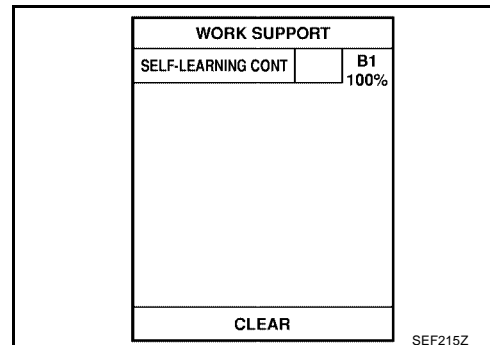 WORK SUPPORT
SELF-LEARNING CONT B1
100%
CLEAR
SEF215Z